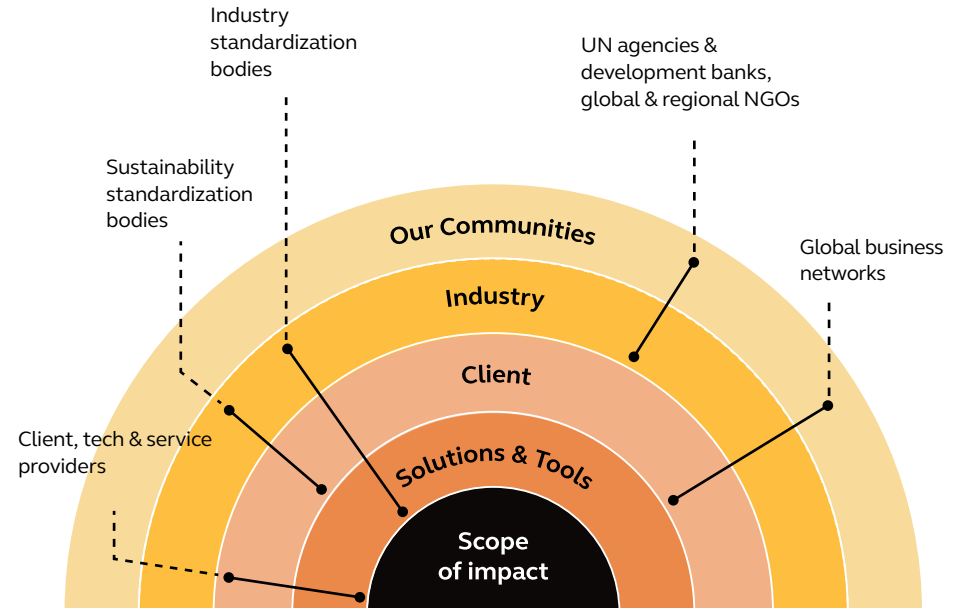 Industry
standardization
bodies
UN agencies &
development banks,
global & regional NGOs
Sustainability
standardization
bodies
Our Communities
Global business
networks
Industry
Client
Client, tech & service
providers
Solutions & Tools
Scope
of impact